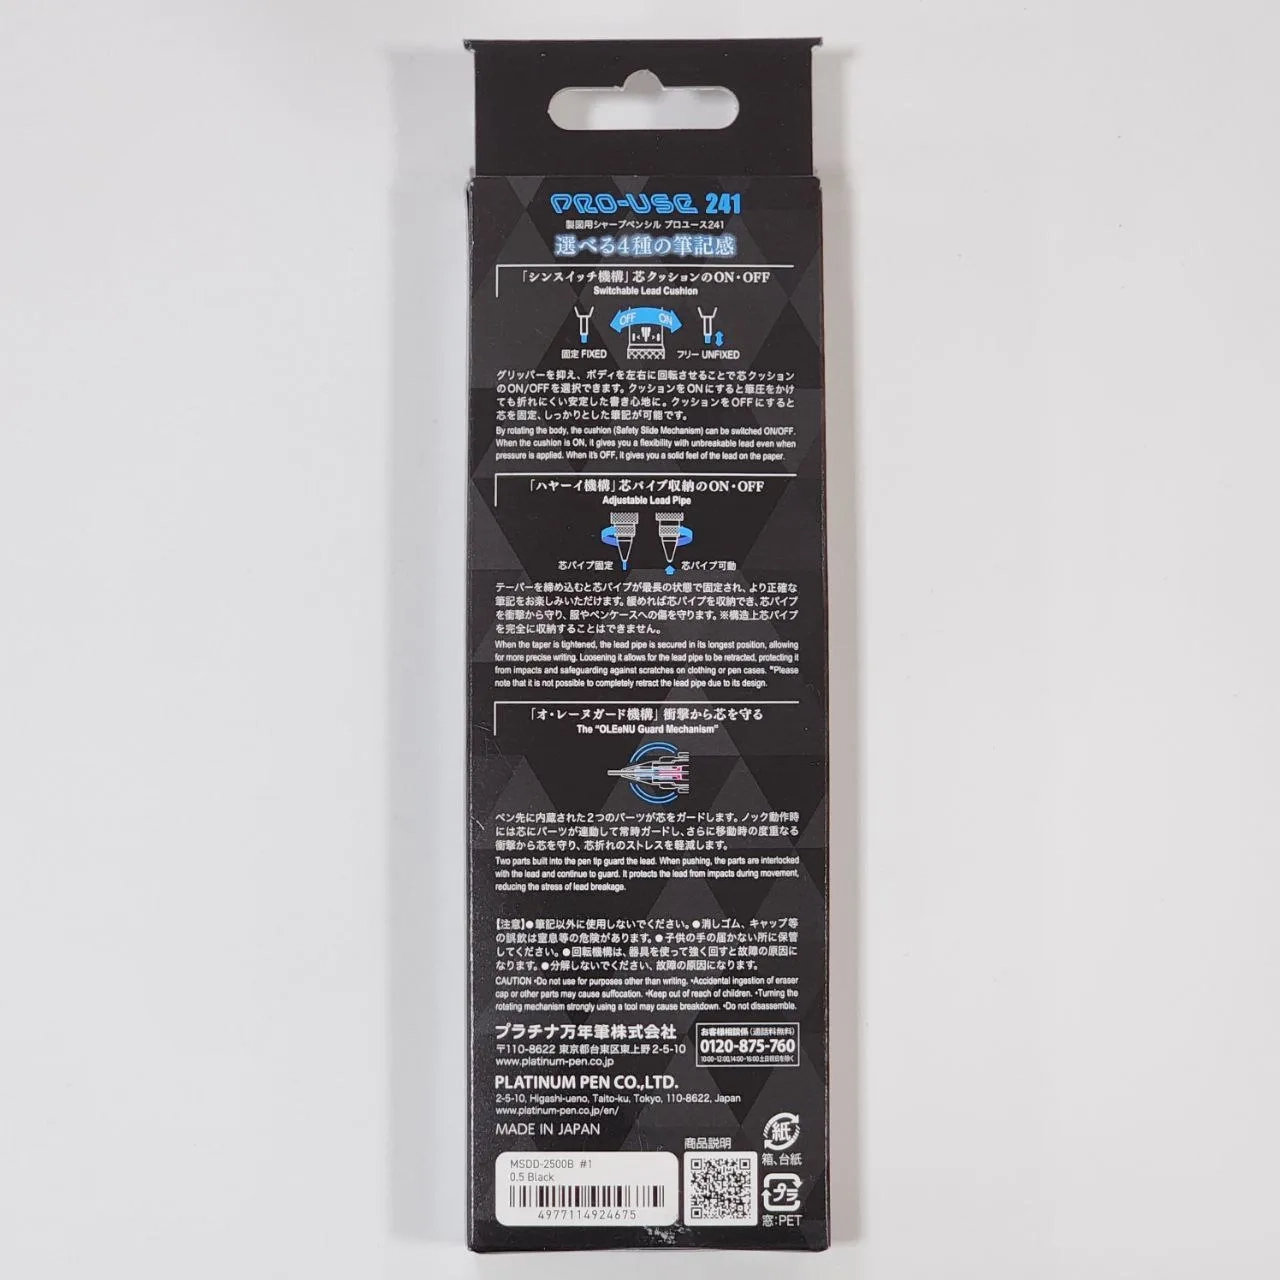 PRO-USE 241
製図用シャープペンシル プロユース241
選べる4種の筆記感
「シンスイッチ機構」芯クッションのON・OFF
Switchable Lead Cushion
OFF ON
固定 FIXED フリー UNFIXED
グリッパーを抑え、ボディを左右に回転させることで芯クッション
のON/OFFを選択できます。クッションをONにすると筆圧をかけ
ても折れにくい安定した書き心地に。クッションをOFFにすると
芯を固定、しっかりとした筆記が可能です。
By rotating the body, the cushion (Safety Slide Mechanism) can be switched ON/OFF.
When the cushion is ON, it gives you a flexibility with unbreakable lead even when
pressure is applied. When it's OFF, it gives you a solid feel of the lead on the paper.
「ハヤーイ機構」芯パイプ収納のON・OFF
Adjustable Lead Pipe
芯パイプ固定 芯パイプ可動
テーパーを締め込むと芯パイプが最長の状態で固定され、より正確な
筆記をお楽しみいただけます。緩めれば芯パイプを収納でき、芯パイプ
を衝撃から守り、服やペンケースへの傷を守ります。※構造上芯パイプ
を完全に収納することはできません。
When the taper is tightened, the lead pipe is secured in its longest position, allowing
for more precise writing. Loosening it allows for the lead pipe to be retracted, protecting it
from impacts and safeguarding against scratches on clothing or pen cases. *Please
note that it is not possible to completely retract the lead pipe due to its design.
「オ・レーヌガード機構」衝撃から芯を守る
The "OLEeNU Guard Mechanism"
ペン先に内蔵された2つのパーツが芯をガードします。ノック動作時
には芯にパーツが連動して常時ガードし、さらに移動時の度重なる
衝撃から芯を守り、芯折れのストレスを軽減します。
Two parts built into the pen tip guard the lead. When pushing, the parts are interlocked
with the lead and continue to guard. It protects the lead from impacts during movement,
reducing the stress of lead breakage.
【注意】●筆記以外に使用しないでください。●消しゴム、キャップ等
の誤飲は窒息等の危険があります。●子供の手の届かない所に保管
してください。●回転機構は、器具を使って強く回すと故障の原因に
なります。●分解しないでください、故障の原因になります。
CAUTION •Do not use for purposes other than writing. •Accidental ingestion of eraser
cap or other parts may cause suffocation. •Keep out of reach of children. •Turning the
rotating mechanism strongly using a tool may cause breakdown. •Do not disassemble.
プラチナ万年筆株式会社
〒110-8622 東京都台東区東上野2-5-10
www.platinum-pen.co.jp
お客様相談係(通話料無料)
0120-875-760
10:00~12:00,14:00~16:00 土日祝日を除く
PLATINUM PEN CO.,LTD.
2-5-10, Higashi-ueno, Taito-ku, Tokyo, 110-8622, Japan
www.platinum-pen.co.jp/en/
MADE IN JAPAN
商品説明
紙
箱、台紙
プラ
窓:PET
MSDD-2500B #1
0.5 Black
4977114924675